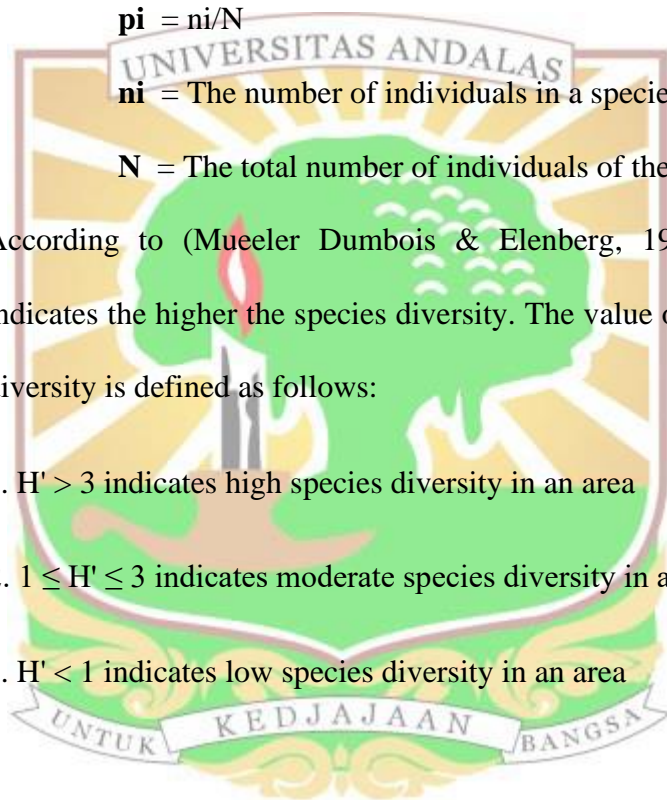 pi = ni/N
UNIVERSITAS ANDALAS
ni = The number of individuals in a specie
N = The total number of individuals of the
According to (Mueeler Dumbois & Elenberg, 19
ndicates the higher the species diversity. The value
diversity is defined as follows:
. H' > 3 indicates high species diversity in an area
. 1 ≤ H' ≤ 3 indicates moderate species diversity in a
. H' < 1 indicates low species diversity in an area
UNTUK KEDJAJAAN BANGSA